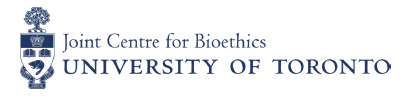 Joint Centre for Bioethics
UNIVERSITY OF TORONTO